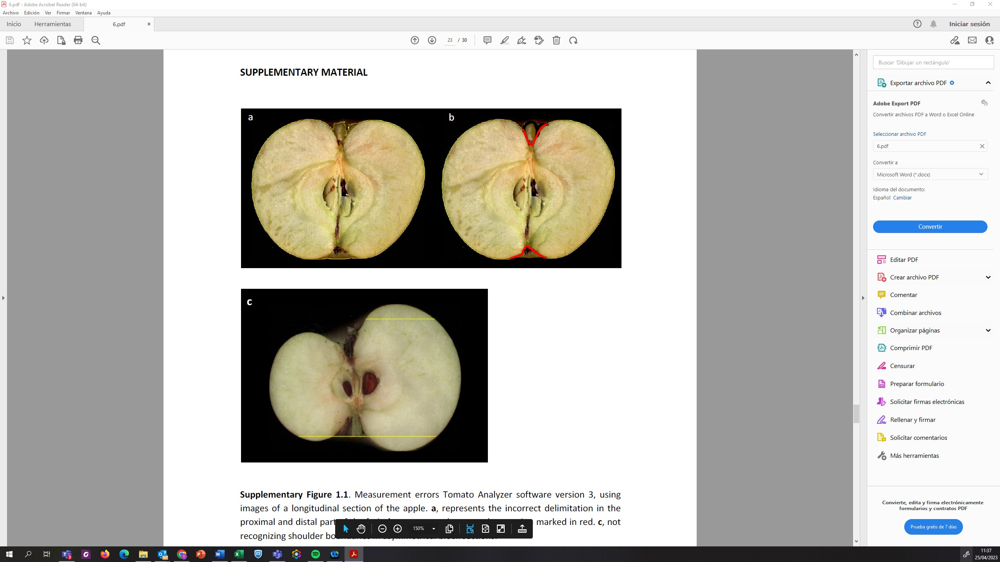 6.pdf - Adobe Acrobat Reader (64-bit)
Archivo Edición Ver Firmar Ventana Ayuda
Inicio Herramientas 6.pdf × Iniciar sesión
23 / 30
SUPPLEMENTARY MATERIAL
a b
c
Supplementary Figure 1.1. Measurement errors Tomato Analyzer software version 3, using
images of a longitudinal section of the apple. a, represents the incorrect delimitation in the
proximal and distal part marked in red. c, not
recognizing shoulder
150%
Buscar 'Dibujar un rectángulo'
Exportar archivo PDF
Adobe Export PDF
Convertir archivos PDF a Word o Excel Online
Seleccionar archivo PDF
6.pdf
Convertir a
Microsoft Word (*.docx)
Idioma del documento:
Español Cambiar
Convertir
Editar PDF
Crear archivo PDF
Comentar
Combinar archivos
Organizar páginas
Comprimir PDF
Censurar
Preparar formulario
Solicitar firmas electrónicas
Rellenar y firmar
Solicitar comentarios
Más herramientas
Convierte, edita y firma electrónicamente
formularios y contratos PDF
Prueba gratis de 7 días
11:37
25/04/2023